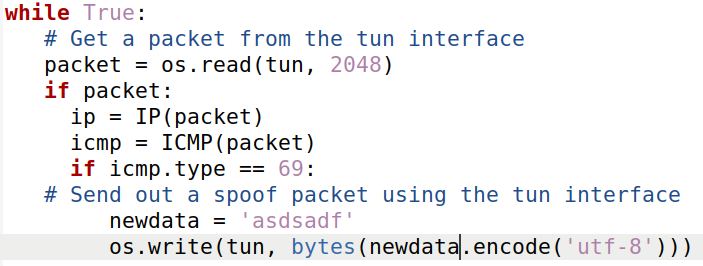 while True:
   # Get a packet from the tun interface
   packet = os.read(tun, 2048)
   if packet:
     ip = IP(packet)
     icmp = ICMP(packet)
     if icmp.type == 69:
   # Send out a spoof packet using the tun interface
        newdata = 'asdsadf'
        os.write(tun, bytes(newdata.encode('utf-8')))